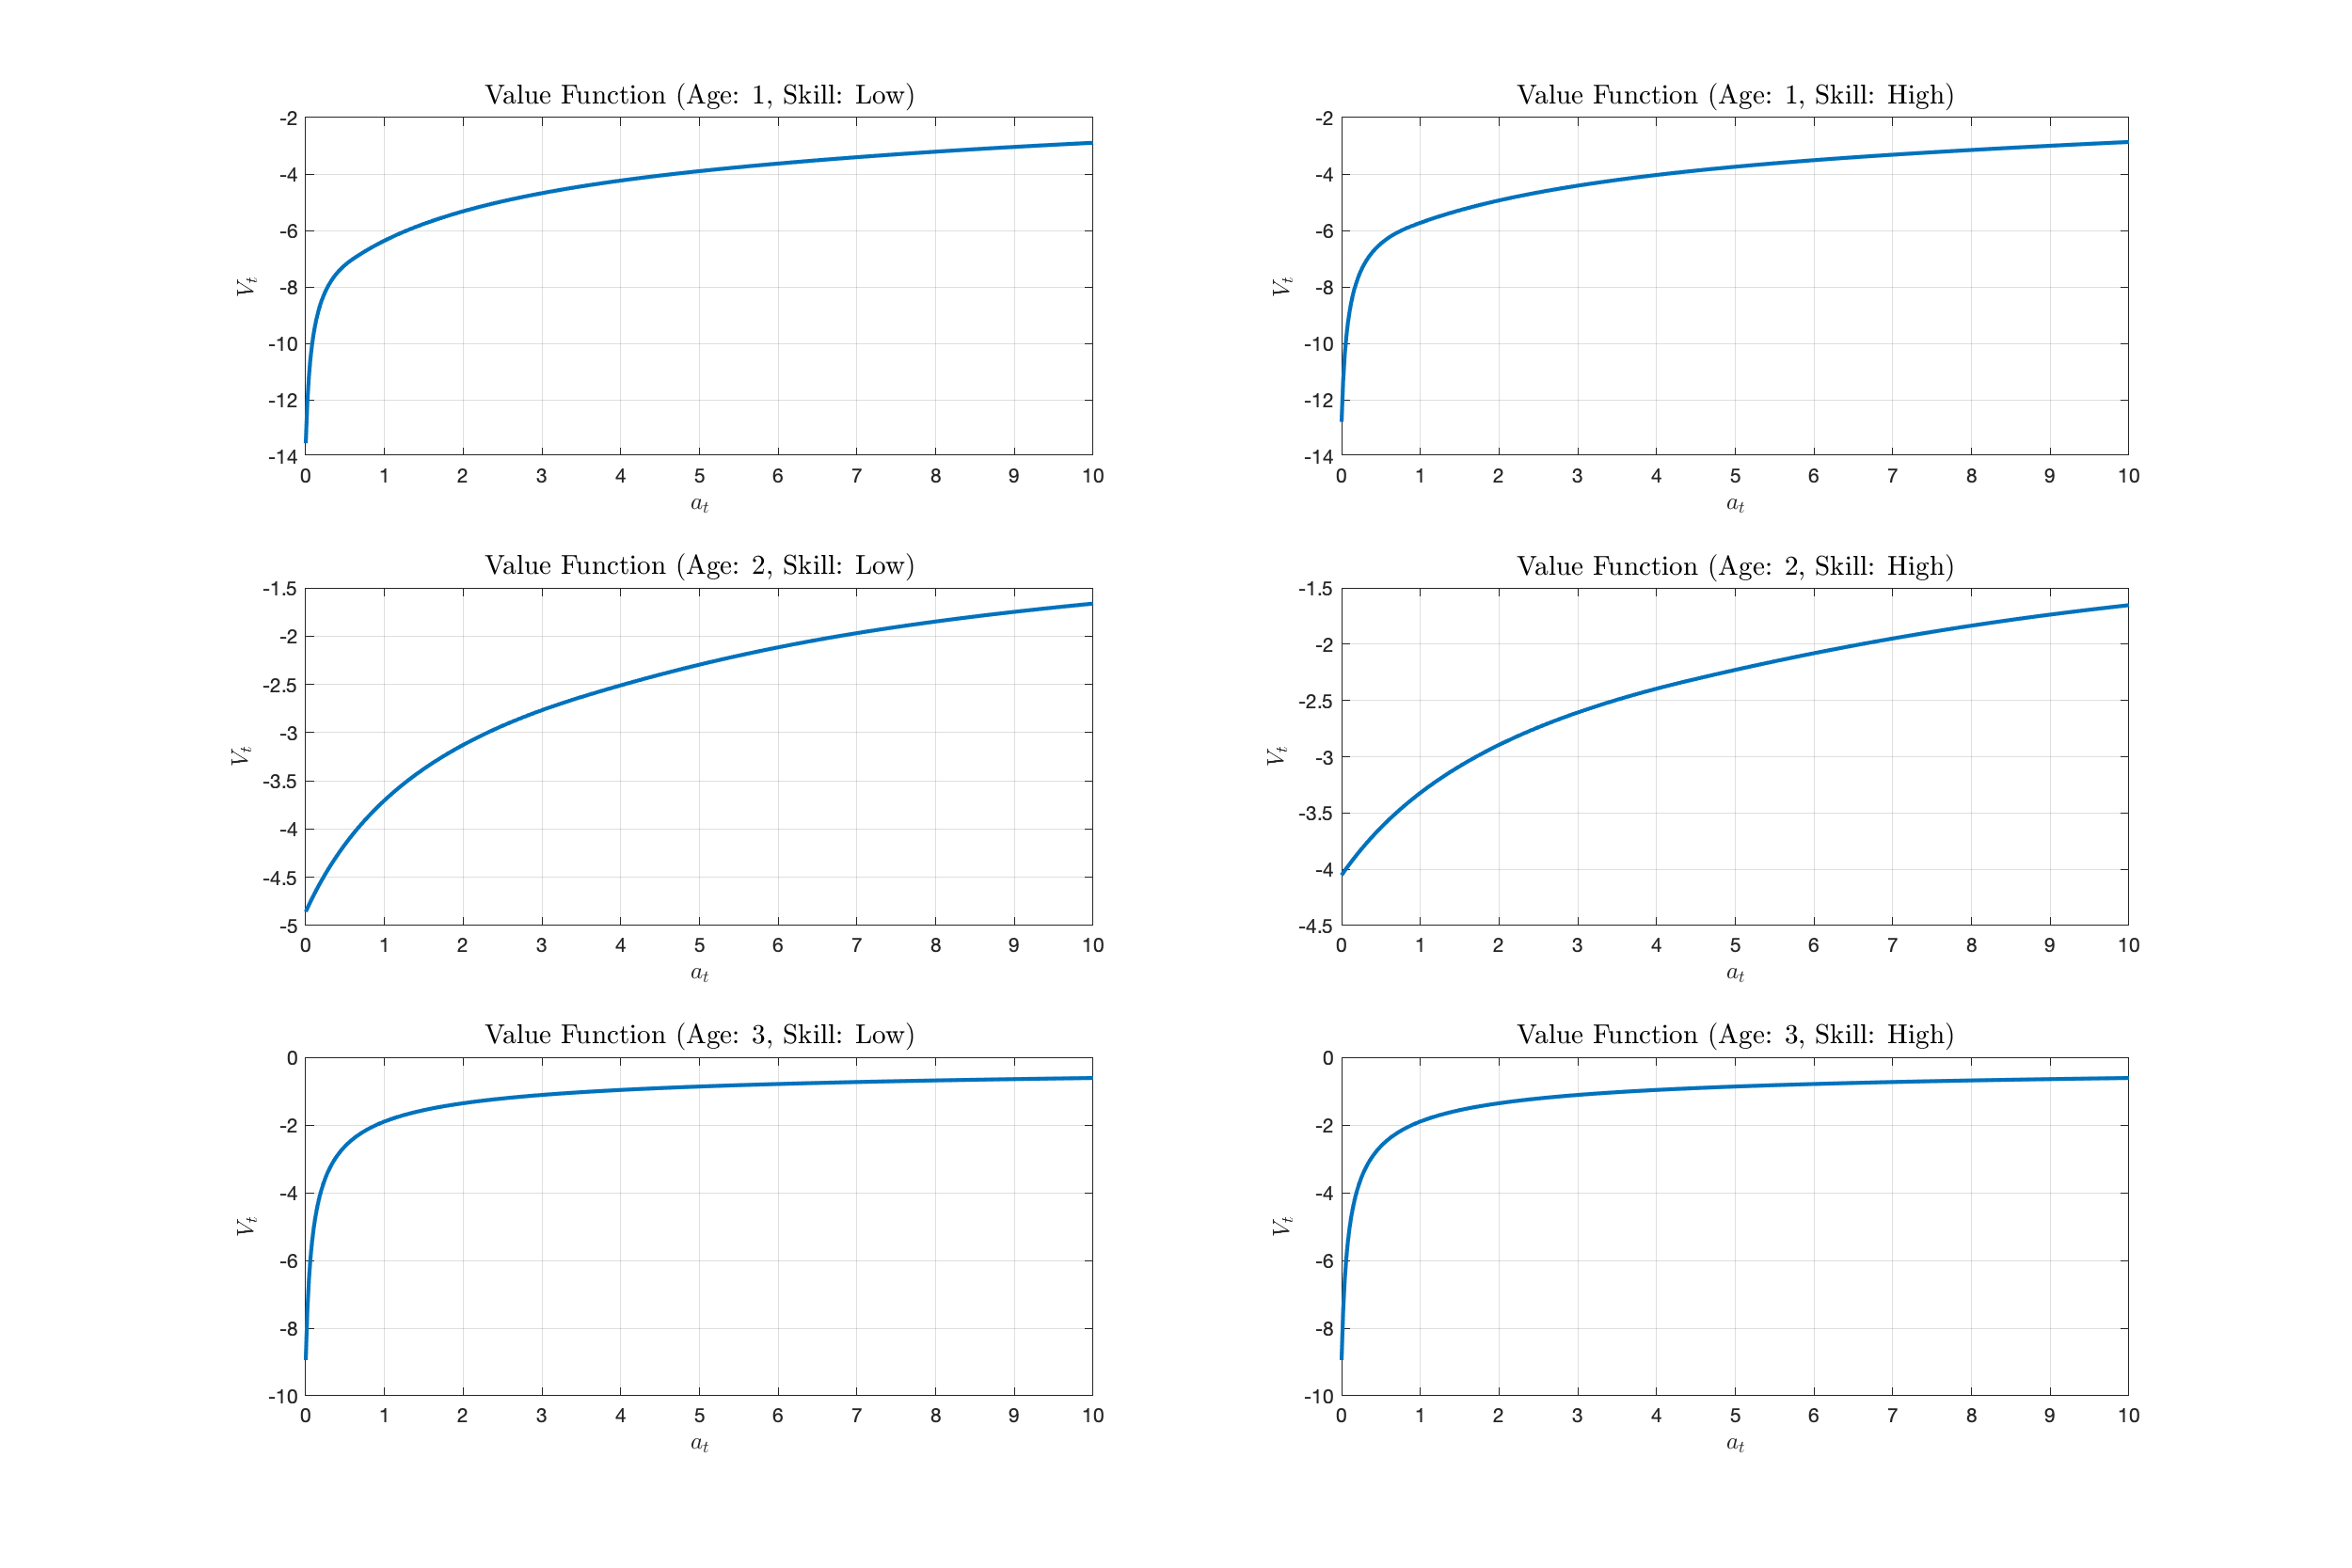 Value Function (Age: 1, Skill: Low)
-2
-4
-6
-8
-10
-12
-14
V_t
0 1 2 3 4 5 6 7 8 9 10
a_t
Value Function (Age: 1, Skill: High)
-2
-4
-6
-8
-10
-12
-14
V_t
0 1 2 3 4 5 6 7 8 9 10
a_t
Value Function (Age: 2, Skill: Low)
-1.5
-2
-2.5
-3
-3.5
-4
-4.5
-5
V_t
0 1 2 3 4 5 6 7 8 9 10
a_t
Value Function (Age: 2, Skill: High)
-1.5
-2
-2.5
-3
-3.5
-4
-4.5
V_t
0 1 2 3 4 5 6 7 8 9 10
a_t
Value Function (Age: 3, Skill: Low)
0
-2
-4
-6
-8
-10
V_t
0 1 2 3 4 5 6 7 8 9 10
a_t
Value Function (Age: 3, Skill: High)
0
-2
-4
-6
-8
-10
V_t
0 1 2 3 4 5 6 7 8 9 10
a_t